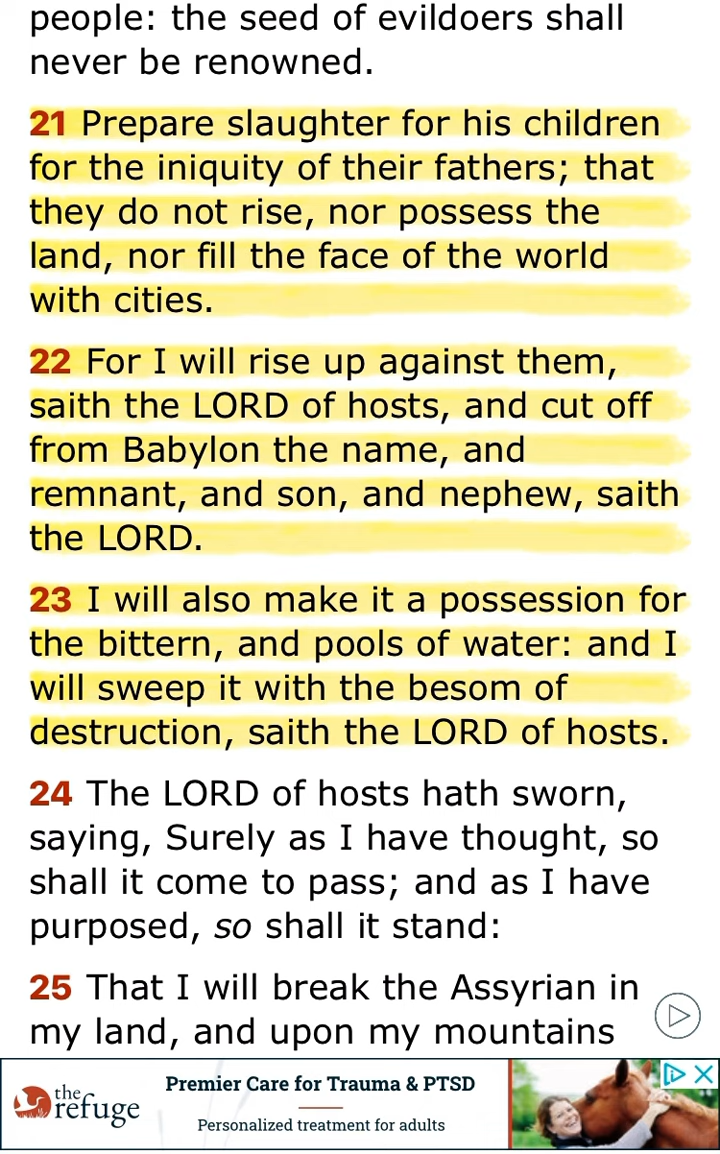 people: the seed of evildoers shall
never be renowned.
21 Prepare slaughter for his children
for the iniquity of their fathers; that
they do not rise, nor possess the
land, nor fill the face of the world
with cities.
22 For I will rise up against them,
saith the LORD of hosts, and cut off
from Babylon the name, and
remnant, and son, and nephew, saith
the LORD.
23 I will also make it a possession for
the bittern, and pools of water: and I
will sweep it with the besom of
destruction, saith the LORD of hosts.
24 The LORD of hosts hath sworn,
saying, Surely as I have thought, so
shall it come to pass; and as I have
purposed, so shall it stand:
25 That I will break the Assyrian in
my land, and upon my mountains
the
refuge
Premier Care for Trauma & PTSD
Personalized treatment for adults